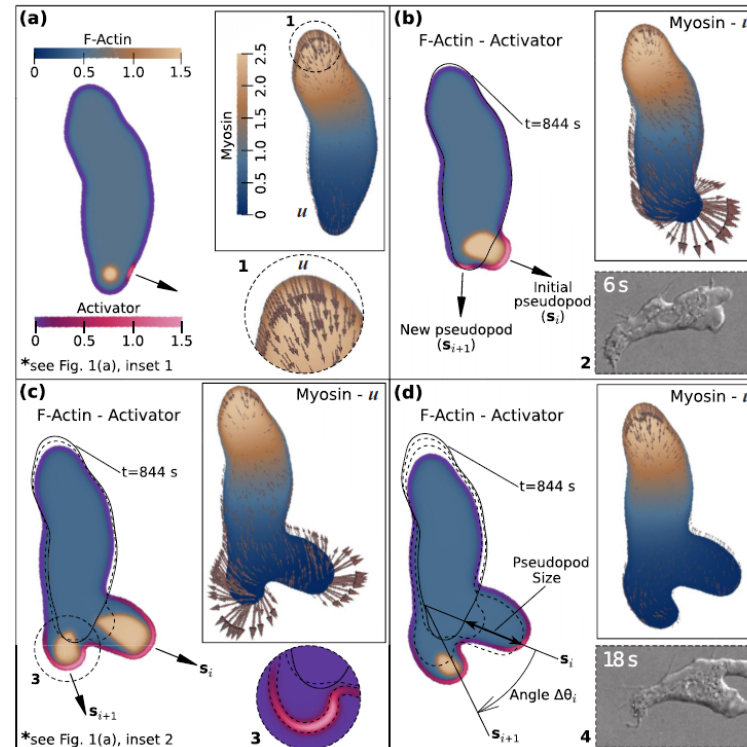 (a)
F-Actin
0 0.5 1.0 1.5
1
Myosin
2.5
2.0
1.5
1.0
0.5
0
u
1
u
Activator
0 0.5 1.0 1.5
*see Fig. 1(a), inset 1
(b)
F-Actin - Activator
t=844 s
Initial
pseudopod
(s_i)
New pseudopod
(s_{i+1})
Myosin - u
6 s
2
(c)
F-Actin - Activator
t=844 s
3
s_i
s_{i+1}
*see Fig. 1(a), inset 2
Myosin - u
3
(d)
F-Actin - Activator
t=844 s
Pseudopod
Size
s_i
Angle Δθ_i
s_{i+1}
Myosin - u
18 s
4